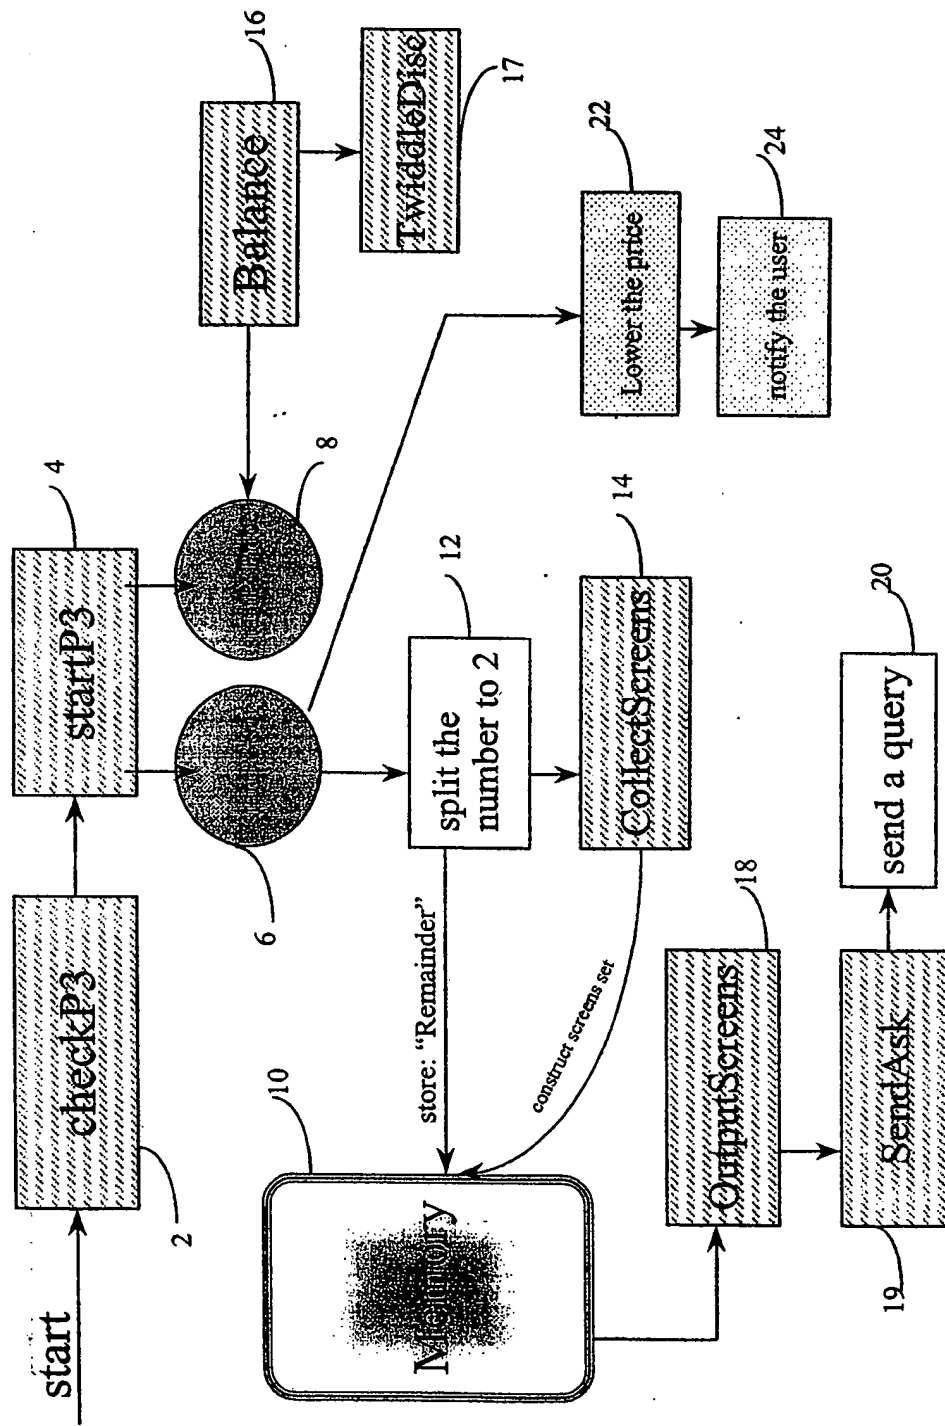 start
checkP3
2
startP3
4
6
8
Balance
16
TwiddleDisc
17
split the
number to 2
12
store: "Remainder"
Memory
10
CollectScreens
14
construct screens set
Lower the price
22
notify the user
24
OutputScreens
18
SendAsk
19
send a query
20